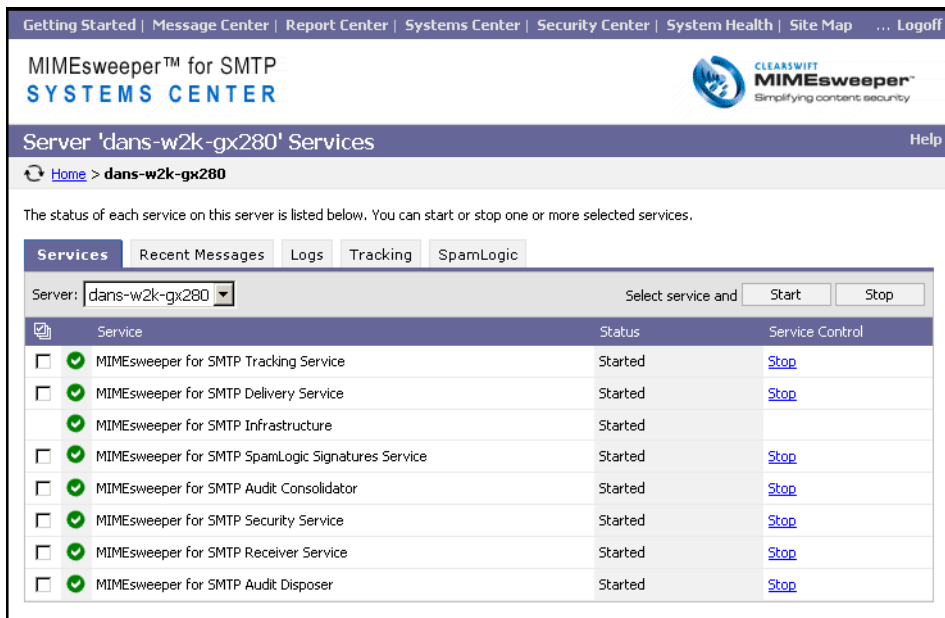 Getting Started | Message Center | Report Center | Systems Center | Security Center | System Health | Site Map ... Logoff
MIMEsweeper™ for SMTP
SYSTEMS CENTER
CLEARSWIFT
MIMEsweeper™
Simplifying content security
Server 'dans-w2k-gx280' Services Help
Home > dans-w2k-gx280
The status of each service on this server is listed below. You can start or stop one or more selected services.
Services Recent Messages Logs Tracking SpamLogic
Server: dans-w2k-gx280 Select service and Start Stop
Service Status Service Control
MIMEsweeper for SMTP Tracking Service Started Stop
MIMEsweeper for SMTP Delivery Service Started Stop
MIMEsweeper for SMTP Infrastructure Started
MIMEsweeper for SMTP SpamLogic Signatures Service Started Stop
MIMEsweeper for SMTP Audit Consolidator Started Stop
MIMEsweeper for SMTP Security Service Started Stop
MIMEsweeper for SMTP Receiver Service Started Stop
MIMEsweeper for SMTP Audit Disposer Started Stop